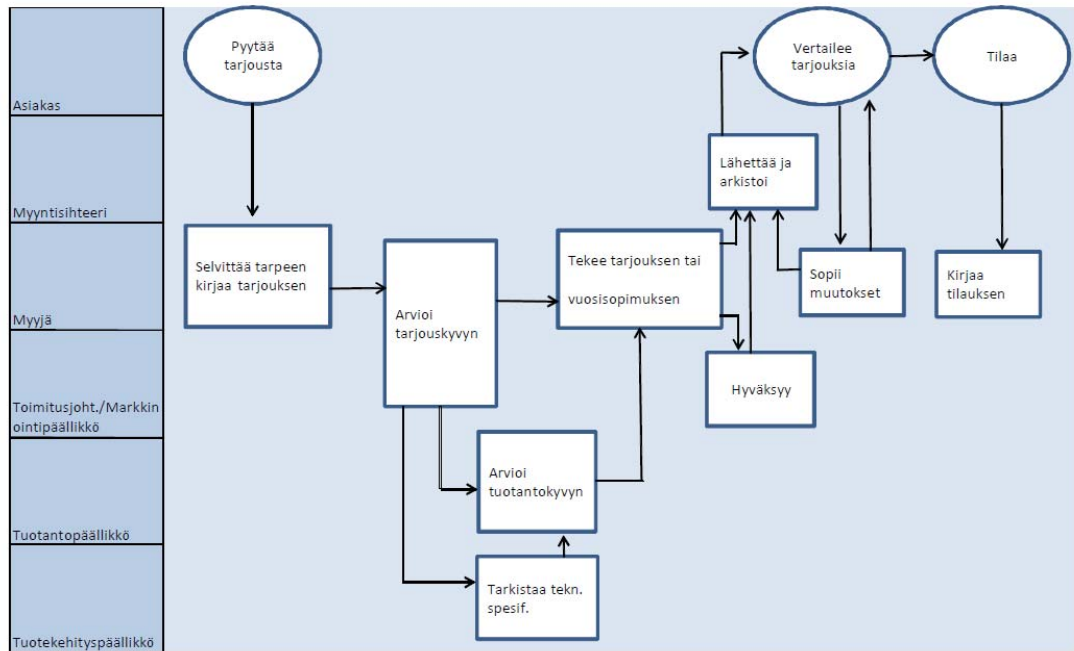 Pyytää
tarjousta
Vertailee
tarjouksia
Tilaa
Asiakas
Lähettää ja
arkistoi
Myyntisihteeri
Selvittää tarpeen
kirjaa tarjouksen
Arvioi
tarjouskyvyn
Tekee tarjouksen tai
vuosisopimuksen
Sopii
muutokset
Kirjaa
tilauksen
Myyjä
Hyväksyy
Toimitusjoht./Markkin
ointipäällikkö
Arvioi
tuotantokyvyn
Tuotantopäällikkö
Tarkistaa tekn.
spesif.
Tuotekehityspäällikkö